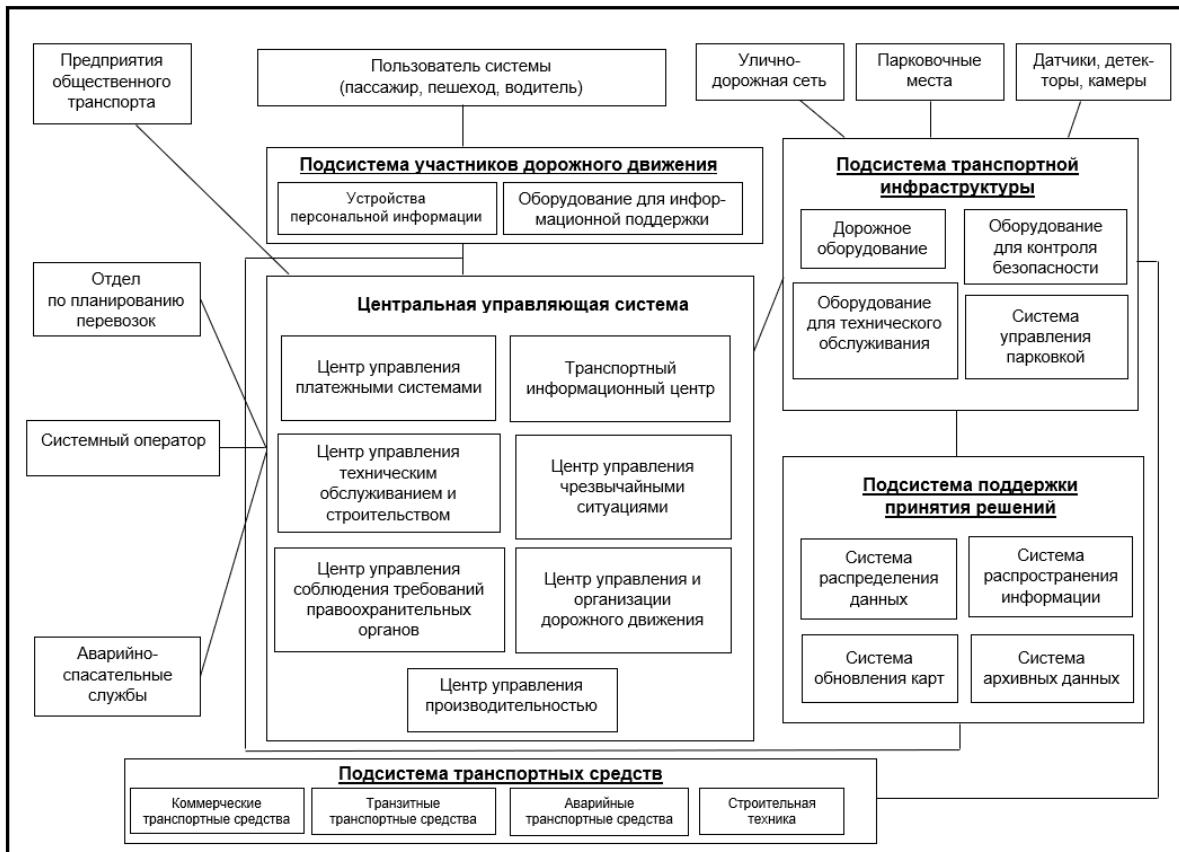 Предприятия
общественного
транспорта
Пользователь системы
(пассажир, пешеход, водитель)
Улично-
дорожная сеть
Парковочные
места
Датчики, детек-
торы, камеры
Подсистема участников дорожного движения
Устройства
персональной информации
Оборудование для инфор-
мационной поддержки
Подсистема транспортной
инфраструктуры
Дорожное
оборудование
Оборудование
для контроля
безопасности
Оборудование
для технического
обслуживания
Система
управления
парковкой
Отдел
по планированию
перевозок
Системный оператор
Аварийно-
спасательные
службы
Центральная управляющая система
Центр управления
платежными системами
Транспортный
информационный центр
Центр управления
техническим
обслуживанием и
строительством
Центр управления
чрезвычайными
ситуациями
Центр управления
соблюдения требований
правоохранительных
органов
Центр управления и
организации
дорожного движения
Центр управления
производительностью
Подсистема поддержки
принятия решений
Система
распределения
данных
Система
распространения
информации
Система
обновления карт
Система
архивных данных
Подсистема транспортных средств
Коммерческие
транспортные средства
Транзитные
транспортные средства
Аварийные
транспортные средства
Строительная
техника